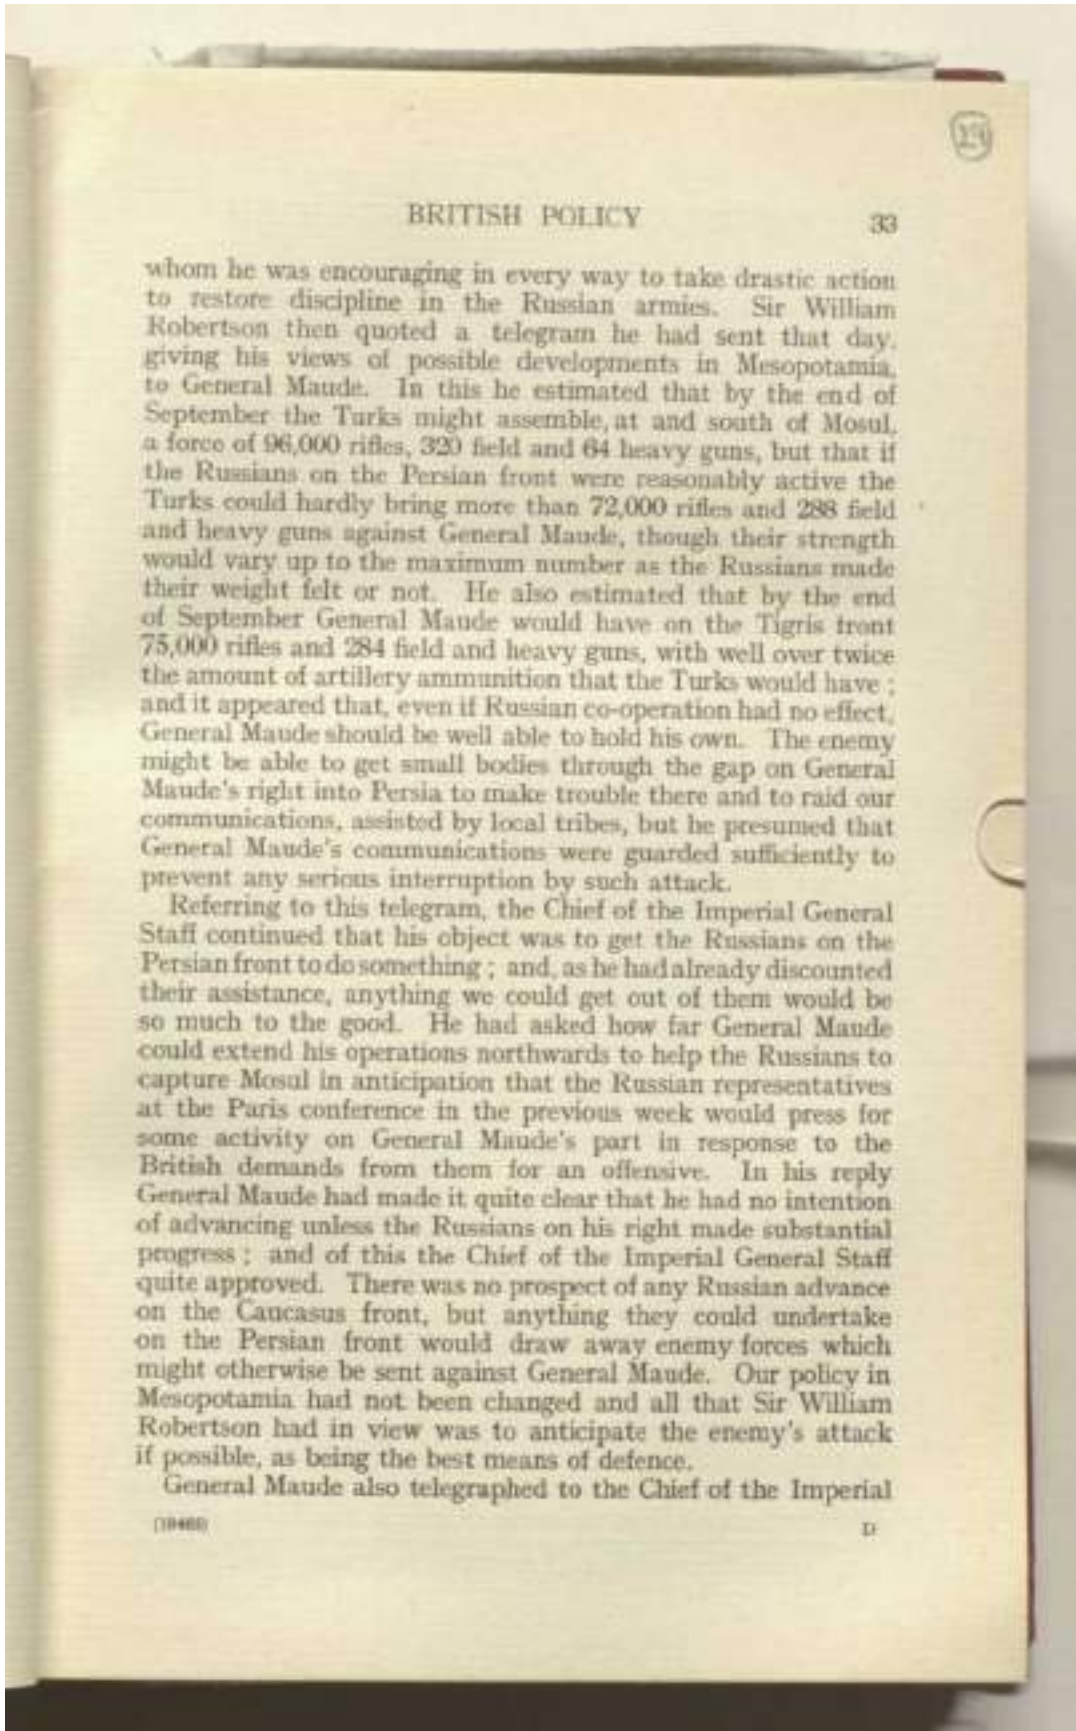 BRITISH POLICY 33
whom he was encouraging in every way to take drastic action
to restore discipline in the Russian armies. Sir William
Robertson then quoted a telegram he had sent that day,
giving his views of possible developments in Mesopotamia,
to General Maude. In this he estimated that by the end of
September the Turks might assemble, at and south of Mosul,
a force of 96,000 rifles, 320 field and 64 heavy guns, but that if
the Russians on the Persian front were reasonably active the
Turks could hardly bring more than 72,000 rifles and 288 field
and heavy guns against General Maude, though their strength
would vary up to the maximum number as the Russians made
their weight felt or not. He also estimated that by the end
of September General Maude would have on the Tigris front
75,000 rifles and 284 field and heavy guns, with well over twice
the amount of artillery ammunition that the Turks would have ;
and it appeared that, even if Russian co-operation had no effect,
General Maude should be well able to hold his own. The enemy
might be able to get small bodies through the gap on General
Maude's right into Persia to make trouble there and to raid our
communications, assisted by local tribes, but he presumed that
General Maude's communications were guarded sufficiently to
prevent any serious interruption by such attack.
Referring to this telegram, the Chief of the Imperial General
Staff continued that his object was to get the Russians on the
Persian front to do something ; and, as he had already discounted
their assistance, anything we could get out of them would be
so much to the good. He had asked how far General Maude
could extend his operations northwards to help the Russians to
capture Mosul in anticipation that the Russian representatives
at the Paris conference in the previous week would press for
some activity on General Maude's part in response to the
British demands from them for an offensive. In his reply
General Maude had made it quite clear that he had no intention
of advancing unless the Russians on his right made substantial
progress ; and of this the Chief of the Imperial General Staff
quite approved. There was no prospect of any Russian advance
on the Caucasus front, but anything they could undertake
on the Persian front would draw away enemy forces which
might otherwise be sent against General Maude. Our policy in
Mesopotamia had not been changed and all that Sir William
Robertson had in view was to anticipate the enemy's attack
if possible, as being the best means of defence.
General Maude also telegraphed to the Chief of the Imperial
D